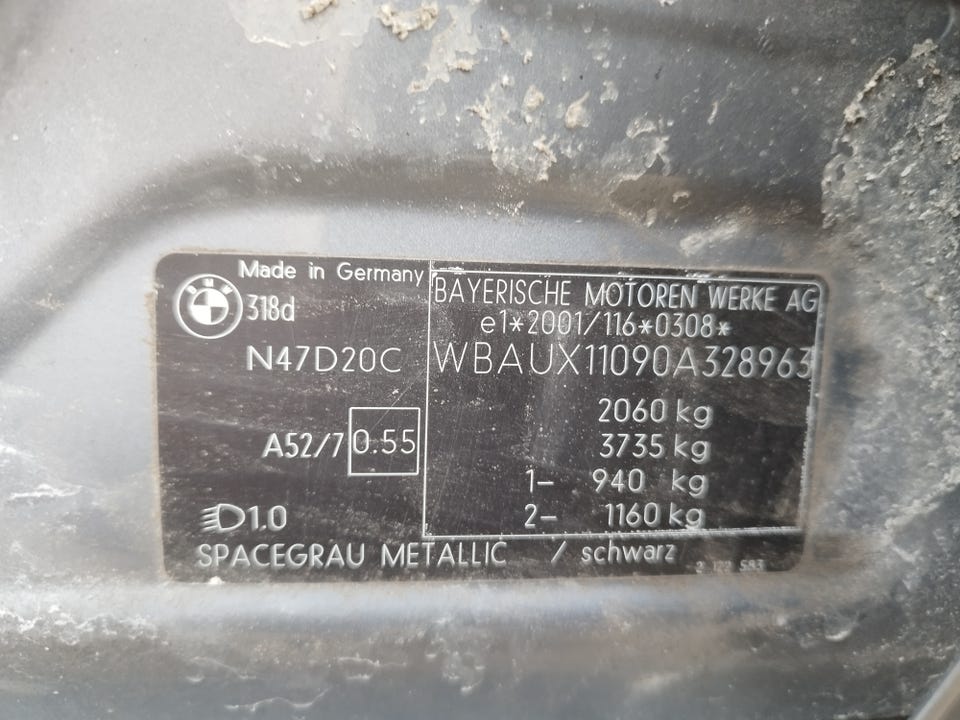 Made in Germany
BMW
318d
N47D20C
A52/7 0.55
1.0
BAYERISCHE MOTOREN WERKE AG
e1*2001/116*0308*
WBAUX11090A328963
2060 kg
3735 kg
1- 940 kg
2- 1160 kg
SPACEGRAU METALLIC / schwarz